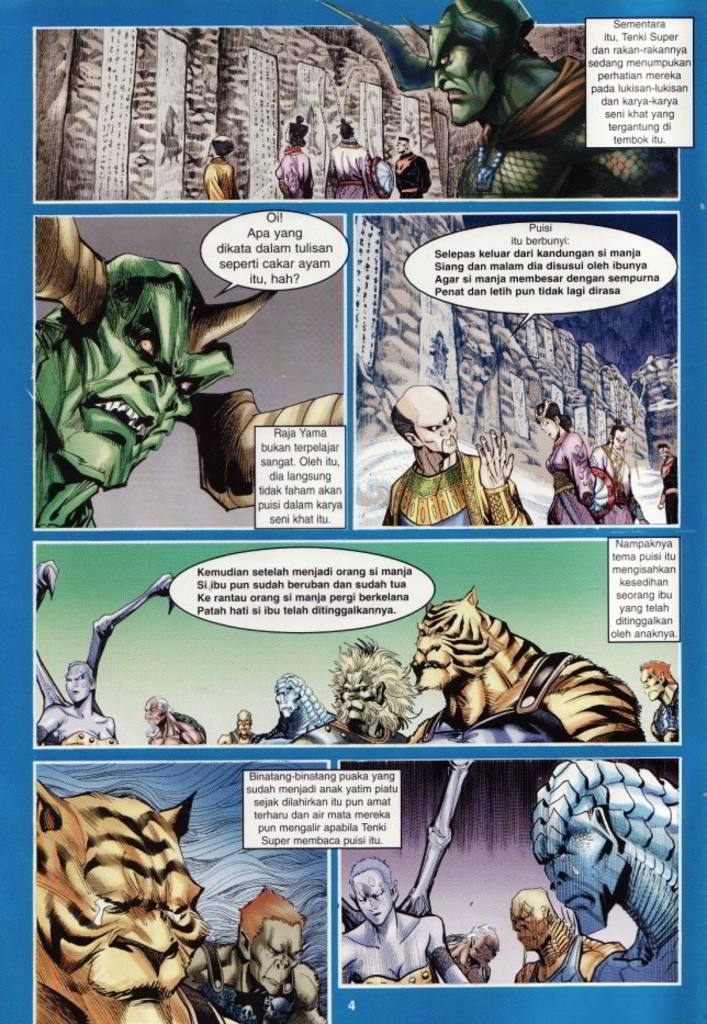 Sementara
itu, Tenki Super
dan rakan-rakannya
sedang menumpukan
perhatian mereka
pada lukisan-lukisan
dan karya-karya
seni khat yang
tergantung di
tembok itu.
Oi!
Apa yang
dikata dalam tulisan
seperti cakar ayam
itu, hah?
Raja Yama
bukan terpelajar
sangat. Oleh itu,
dia langsung
tidak faham akan
puisi dalam karya
seni khat itu.
Puisi
itu berbunyi:
Selepas keluar dari kandungan si manja
Siang dan malam dia disusui oleh ibunya
Agar si manja membesar dengan sempurna
Penat dan letih pun tidak lagi dirasa
Kemudian setelah menjadi orang si manja
Si ibu pun sudah beruban dan sudah tua
Ke rantau orang si manja pergi berkelana
Patah hati si ibu telah ditinggalkannya.
Nampaknya
tema puisi itu
mengisahkan
kesedihan
seorang ibu
yang telah
ditinggalkan
oleh anaknya.
Binatang-binatang puaka yang
sudah menjadi anak yatim piatu
sejak dilahirkan itu pun amat
terharu dan air mata mereka
pun mengalir apabila Tenki
Super membaca puisi itu.
4